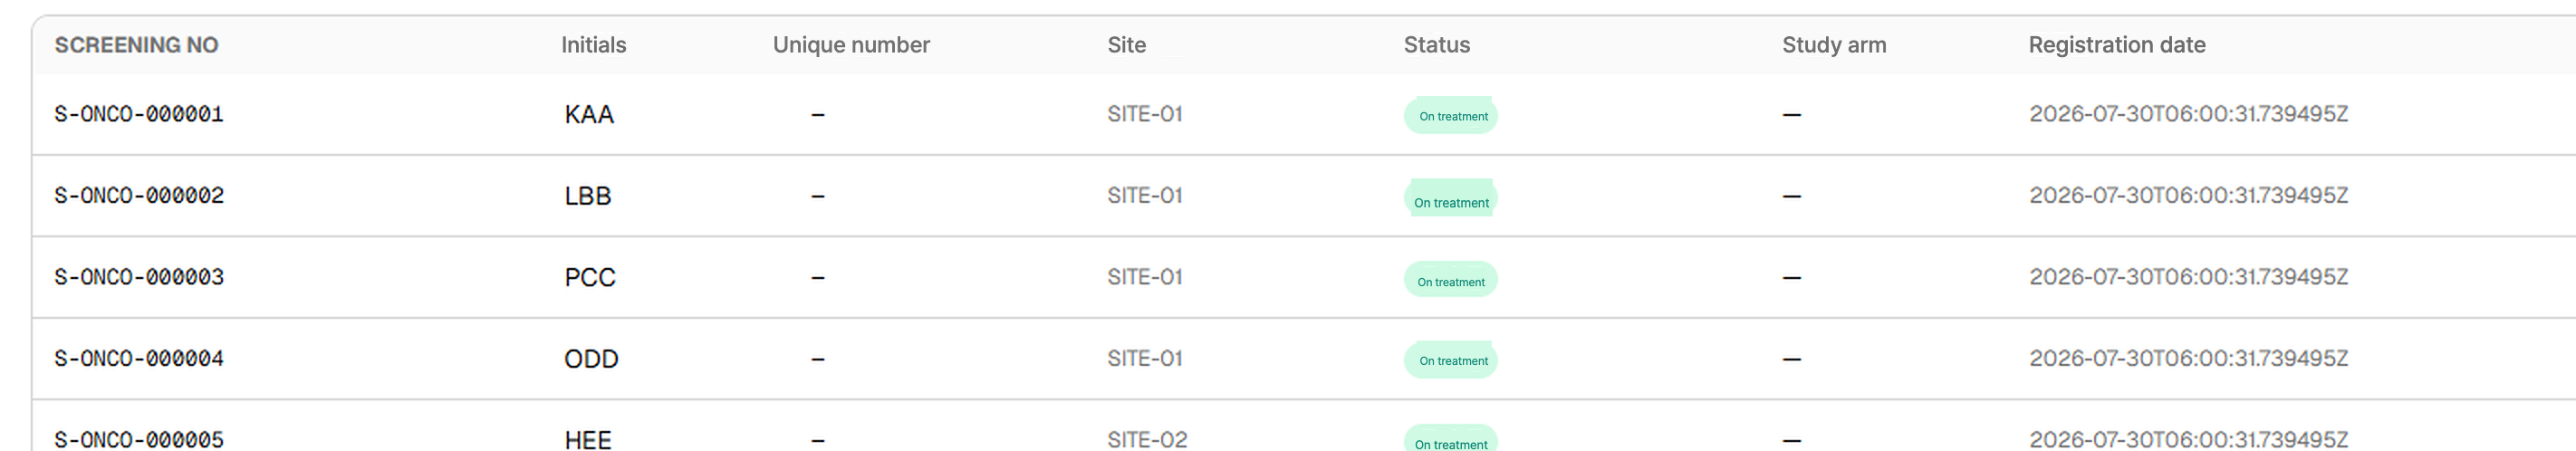 SCREENING NO Initials Unique number Site Status Study arm Registration date
S-ONCO-000001 KAA – SITE-01 On treatment — 2026-07-30T06:00:31.739495Z
S-ONCO-000002 LBB – SITE-01 On treatment — 2026-07-30T06:00:31.739495Z
S-ONCO-000003 PCC – SITE-01 On treatment — 2026-07-30T06:00:31.739495Z
S-ONCO-000004 ODD – SITE-01 On treatment — 2026-07-30T06:00:31.739495Z
S-ONCO-000005 HEE – SITE-02 On treatment — 2026-07-30T06:00:31.739495Z